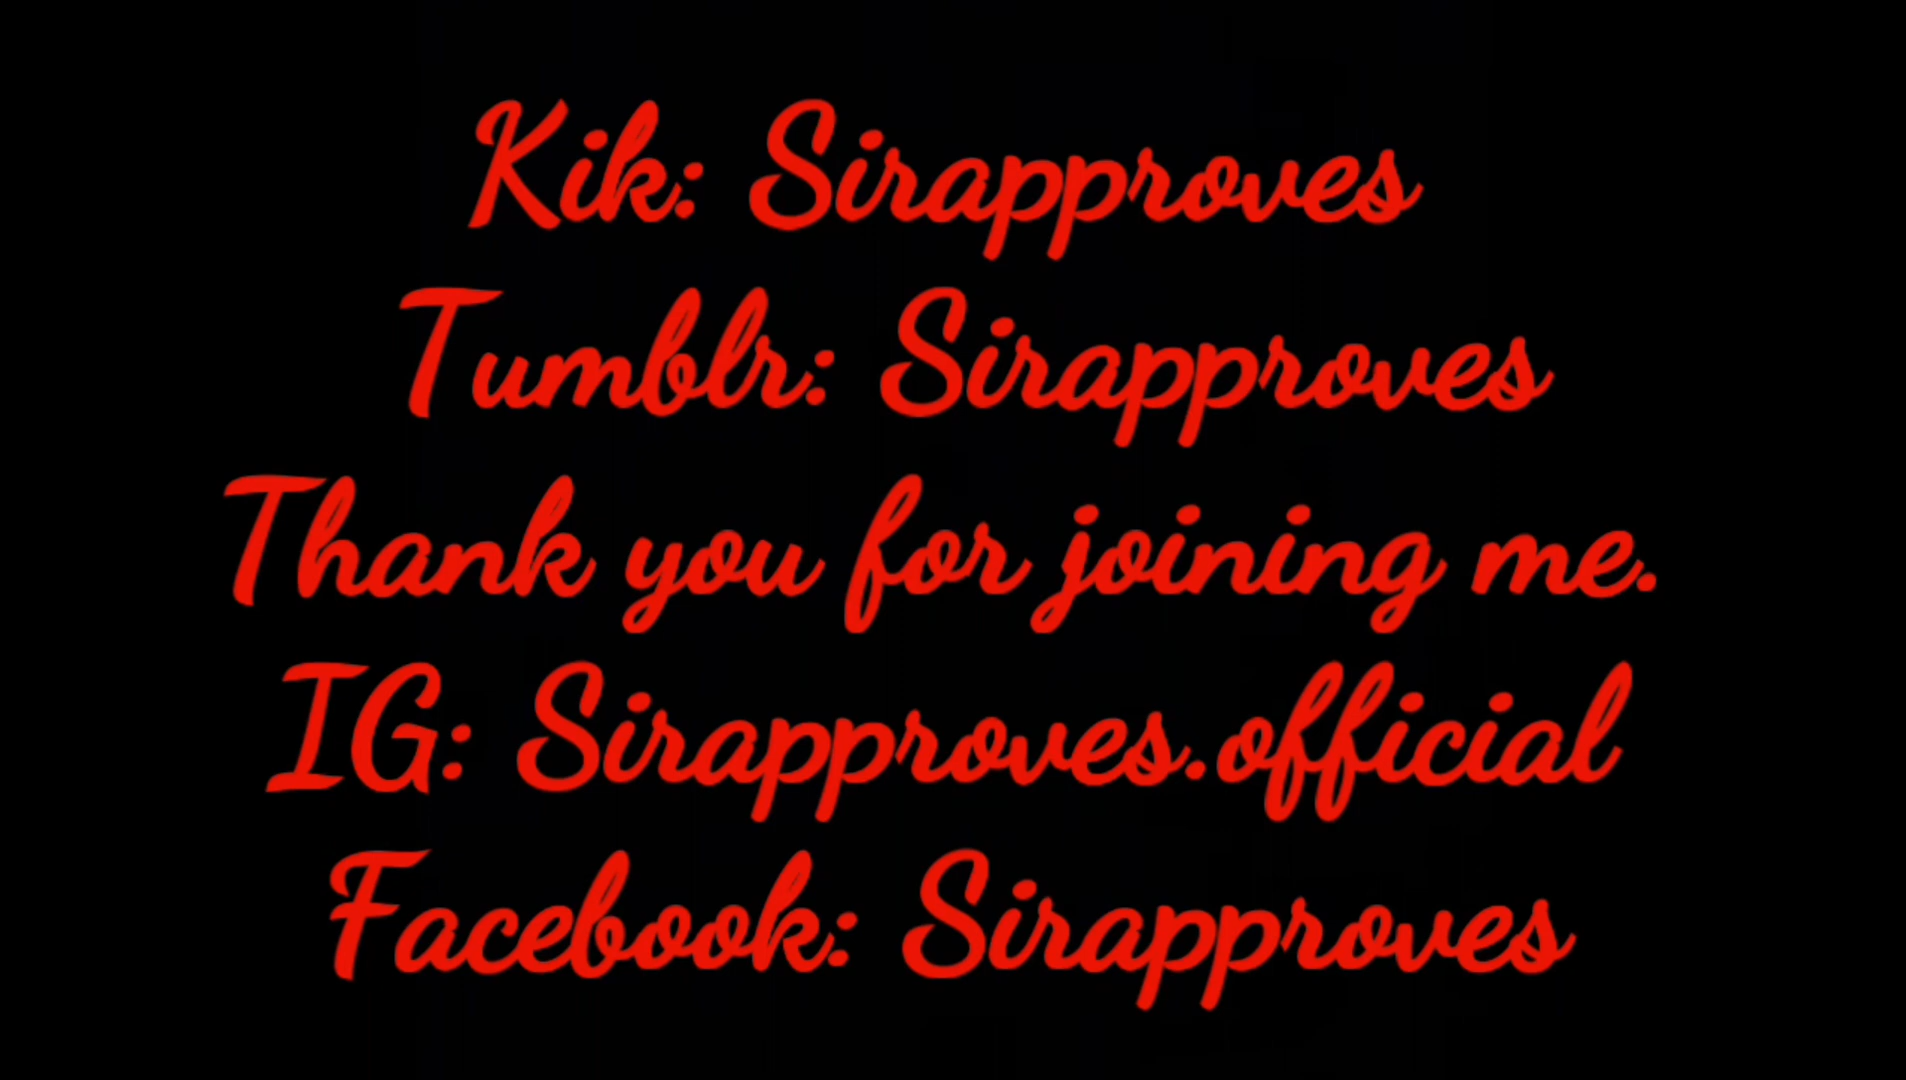 Kik: Sirapproves
Tumblr: Sirapproves
Thank you for joining me.
IG: Sirapproves.official
Facebook: Sirapproves